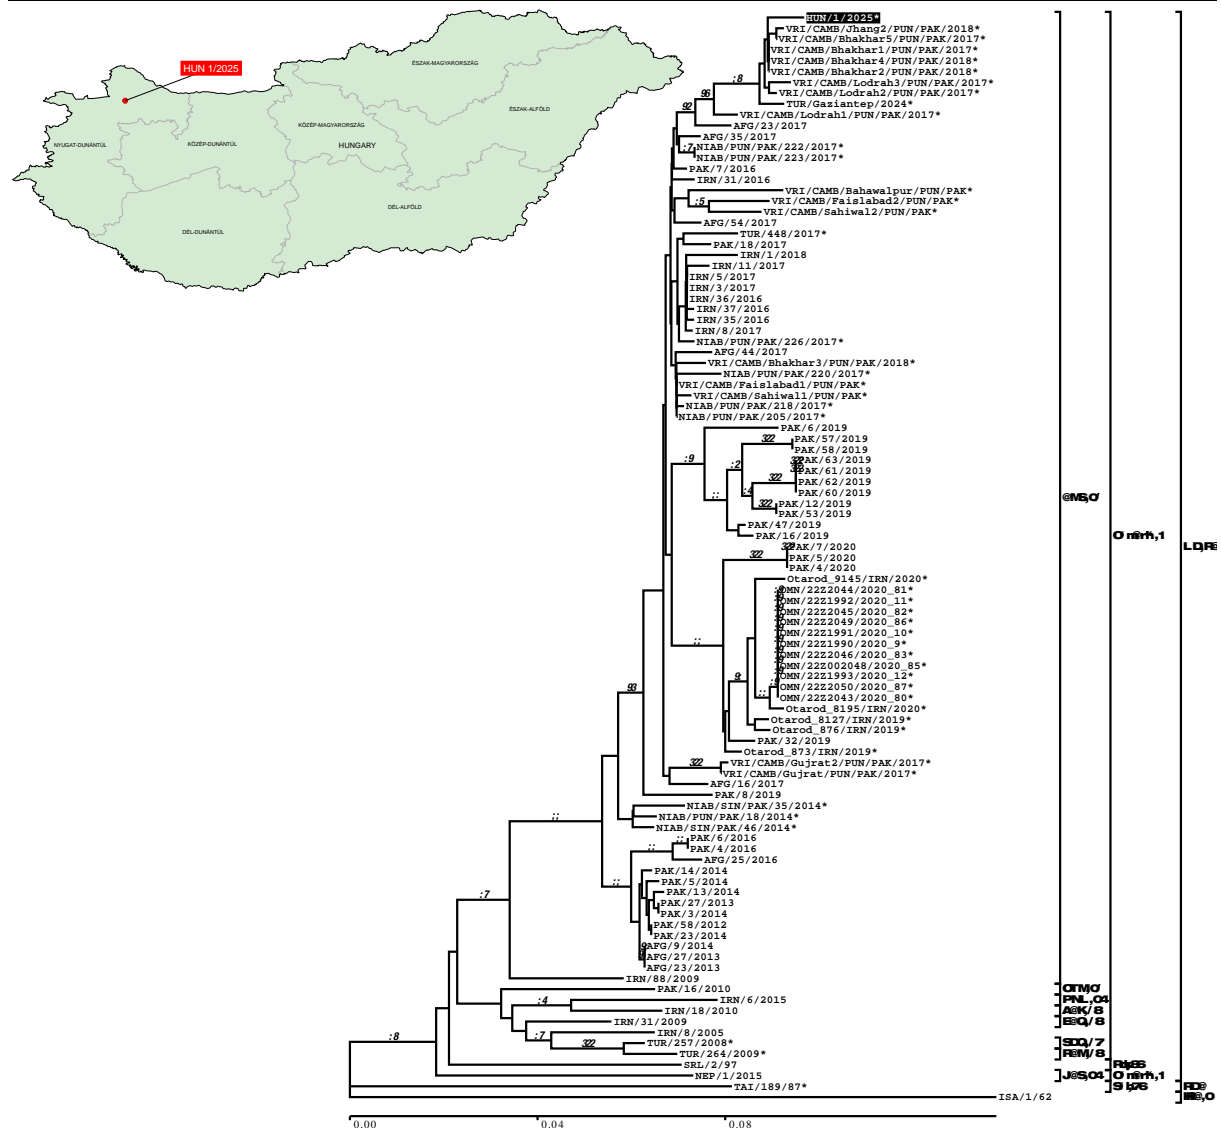 HUN 1/2025
ÉSZAK-MAGYARORSZÁG
ÉSZAK-ALFÖLD
KÖZÉP-MAGYARORSZÁG
NYUGAT-DUNÁNTÚL
KÖZÉP-DUNÁNTÚL
HUNGARY
DÉL-ALFÖLD
DÉL-DUNÁNTÚL
HUN/1/2025*
VRI/CAMB/Jhang2/PUN/PAK/2018*
VRI/CAMB/Bhakhar5/PUN/PAK/2017*
VRI/CAMB/Bhakhar1/PUN/PAK/2017*
VRI/CAMB/Bhakhar4/PUN/PAK/2018*
VRI/CAMB/Bhakhar2/PUN/PAK/2018*
VRI/CAMB/Lodrah3/PUN/PAK/2017*
VRI/CAMB/Lodrah2/PUN/PAK/2017*
TUR/Gaziantep/2024*
VRI/CAMB/Lodrah1/PUN/PAK/2017*
AFG/23/2017
AFG/35/2017
NIAB/PUN/PAK/222/2017*
NIAB/PUN/PAK/223/2017*
PAK/7/2016
IRN/31/2016
VRI/CAMB/Bahawalpur/PUN/PAK*
VRI/CAMB/Faislabad2/PUN/PAK*
VRI/CAMB/Sahiwal2/PUN/PAK*
AFG/54/2017
TUR/448/2017*
PAK/18/2017
IRN/1/2018
IRN/11/2017
IRN/5/2017
IRN/3/2017
IRN/36/2016
IRN/37/2016
IRN/35/2016
IRN/8/2017
NIAB/PUN/PAK/226/2017*
AFG/44/2017
VRI/CAMB/Bhakhar3/PUN/PAK/2018*
NIAB/PUN/PAK/220/2017*
VRI/CAMB/Faislabad1/PUN/PAK*
VRI/CAMB/Sahiwal1/PUN/PAK*
NIAB/PUN/PAK/218/2017*
NIAB/PUN/PAK/205/2017*
PAK/6/2019
PAK/57/2019
PAK/58/2019
PAK/63/2019
PAK/61/2019
PAK/62/2019
PAK/60/2019
PAK/12/2019
PAK/53/2019
PAK/47/2019
PAK/16/2019
PAK/7/2020
PAK/5/2020
PAK/4/2020
Otarod_9145/IRN/2020*
OMN/22Z2044/2020_81*
OMN/22Z1992/2020_11*
OMN/22Z2045/2020_82*
OMN/22Z2049/2020_86*
OMN/22Z1991/2020_10*
OMN/22Z1990/2020_9*
OMN/22Z2046/2020_83*
OMN/22Z002048/2020_85*
OMN/22Z1993/2020_12*
OMN/22Z2050/2020_87*
OMN/22Z2043/2020_80*
Otarod_8195/IRN/2020*
Otarod_8127/IRN/2019*
Otarod_876/IRN/2019*
PAK/32/2019
Otarod_873/IRN/2019*
VRI/CAMB/Gujrat2/PUN/PAK/2017*
VRI/CAMB/Gujrat/PUN/PAK/2017*
AFG/16/2017
PAK/8/2019
NIAB/SIN/PAK/35/2014*
NIAB/PUN/PAK/18/2014*
NIAB/SIN/PAK/46/2014*
PAK/6/2016
PAK/4/2016
AFG/25/2016
PAK/14/2014
PAK/5/2014
PAK/13/2014
PAK/27/2013
PAK/3/2014
PAK/58/2012
PAK/23/2014
AFG/9/2014
AFG/27/2013
AFG/23/2013
IRN/88/2009
PAK/16/2010
IRN/6/2015
IRN/18/2010
IRN/31/2009
IRN/8/2005
TUR/257/2008*
TUR/264/2009*
SRL/2/97
NEP/1/2015
TAI/189/87*
ISA/1/62
:8
96
92
:7
:5
:9
322
:2
322
:4
322
;;
322
;;
9:
;;
93
322
;;
;;
;;
:7
:4
:7
322
:8
0.00
0.04
0.08